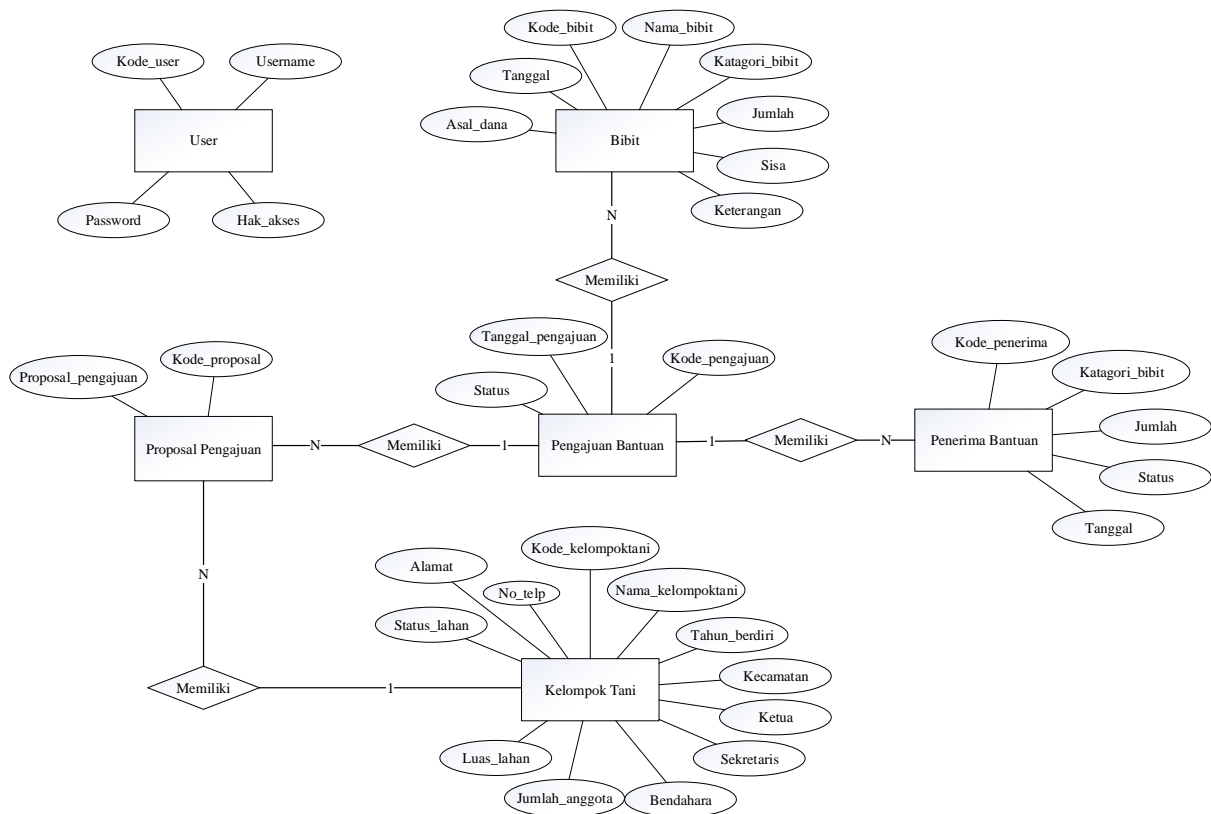 Kode_bibit
Nama_bibit
Kode_user
Username
Katagori_bibit
Tanggal
User
Bibit
Jumlah
Asal_dana
Sisa
Password
Hak_akses
Keterangan
N
Memiliki
Tanggal_pengajuan
Kode_pengajuan
Kode_penerima
1
Kode_proposal
Proposal_pengajuan
Status
Katagori_bibit
Proposal Pengajuan
N
Memiliki
1
Pengajuan Bantuan
1
Memiliki
N
Penerima Bantuan
Jumlah
Status
Tanggal
Kode_kelompoktani
Alamat
N
No_telp
Nama_kelompoktani
Status_lahan
Tahun_berdiri
Kecamatan
Memiliki
1
Kelompok Tani
Ketua
Luas_lahan
Sekretaris
Jumlah_anggota
Bendahara